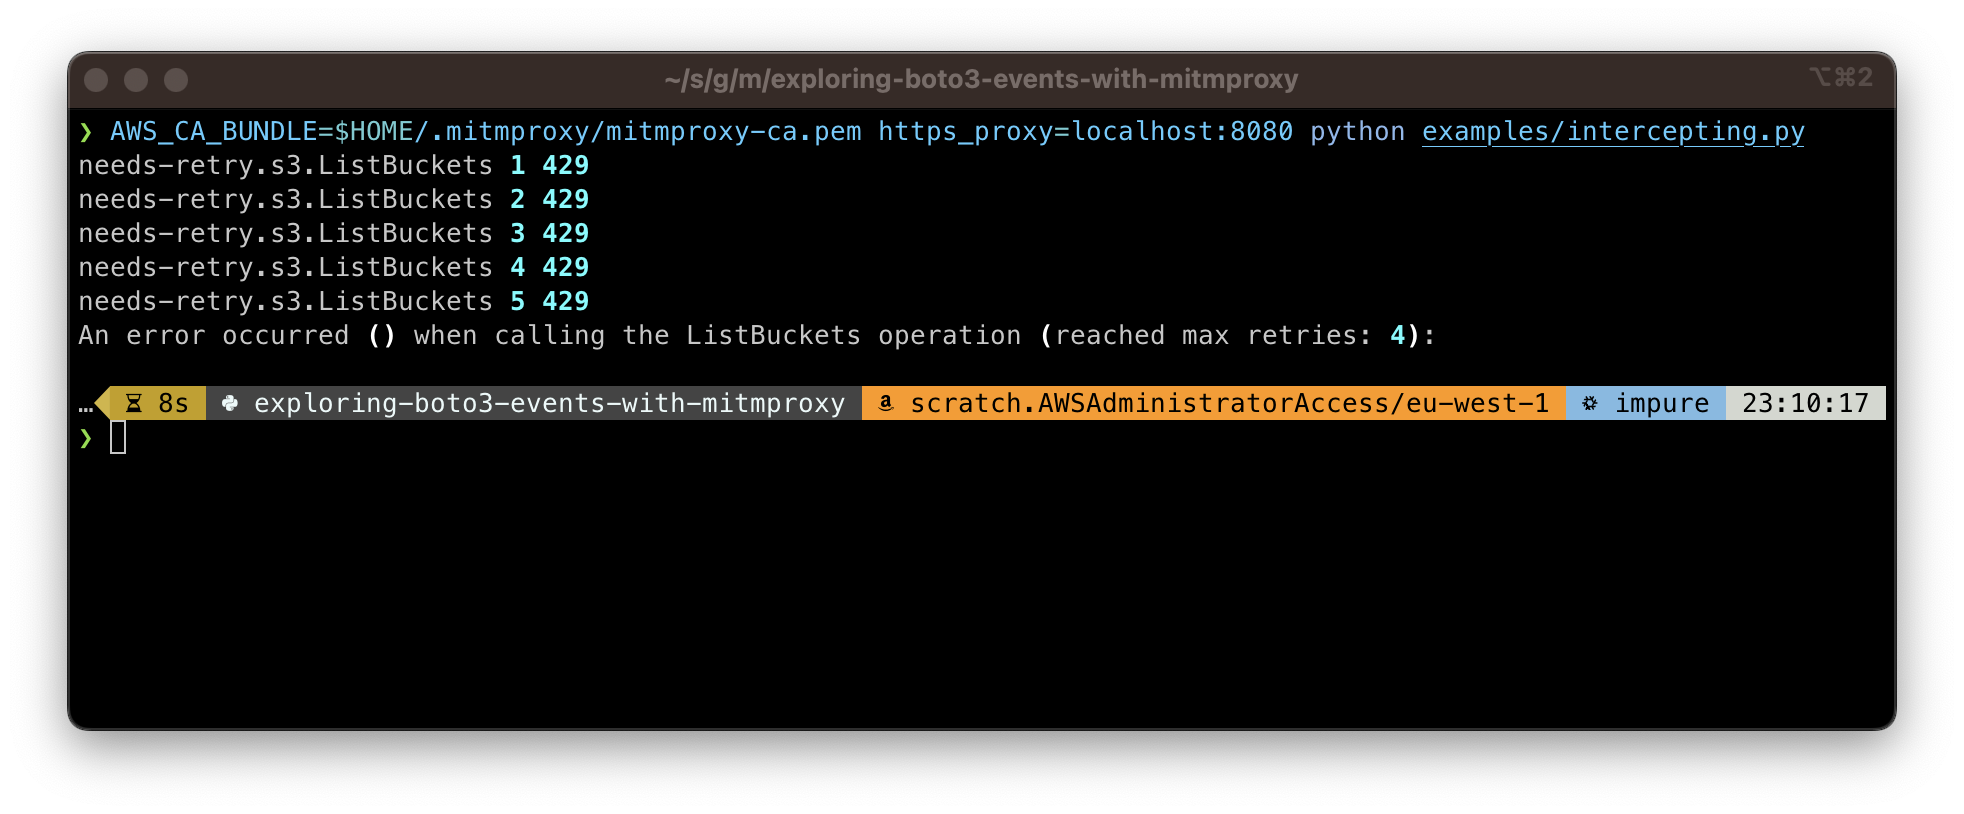 ~/s/g/m/exploring-boto3-events-with-mitmproxy ⌥⌘2
❯ AWS_CA_BUNDLE=$HOME/.mitmproxy/mitmproxy-ca.pem https_proxy=localhost:8080 python examples/intercepting.py
needs-retry.s3.ListBuckets 1 429
needs-retry.s3.ListBuckets 2 429
needs-retry.s3.ListBuckets 3 429
needs-retry.s3.ListBuckets 4 429
needs-retry.s3.ListBuckets 5 429
An error occurred () when calling the ListBuckets operation (reached max retries: 4):
… 8s exploring-boto3-events-with-mitmproxy scratch.AWSAdministratorAccess/eu-west-1 impure 23:10:17
❯